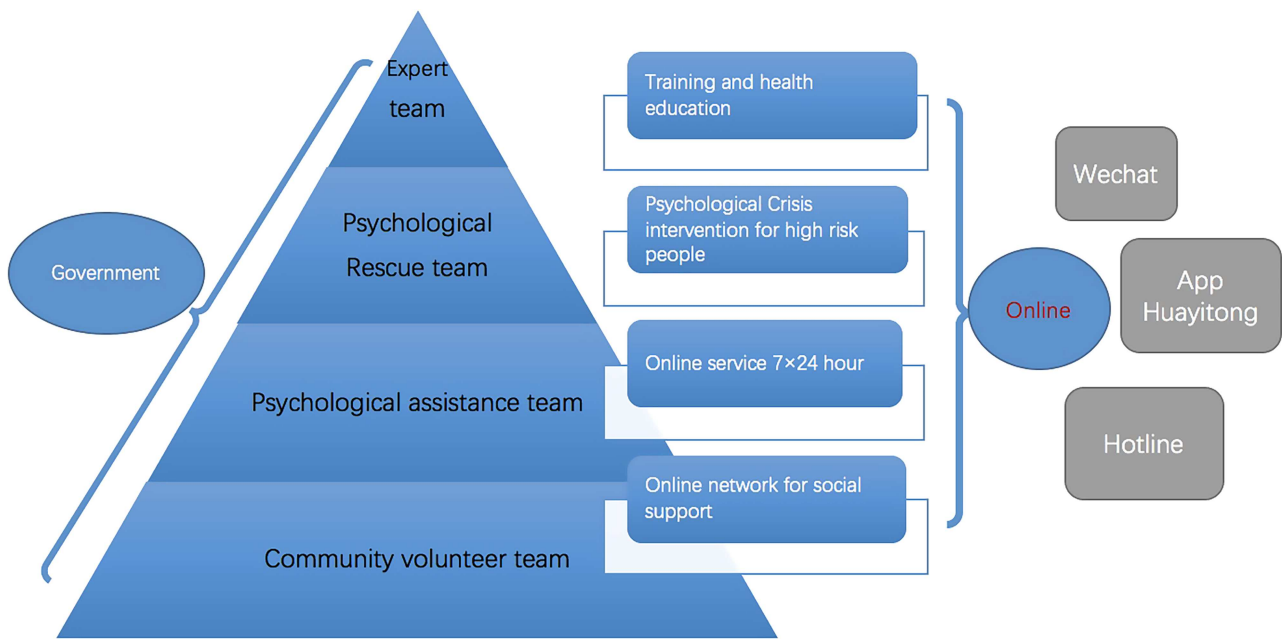 Government
Expert
team
Psychological
Rescue team
Psychological assistance team
Community volunteer team
Training and health
education
Psychological Crisis
intervention for high risk
people
Online service 7×24 hour
Online network for social
support
Online
Wechat
App
Huayitong
Hotline